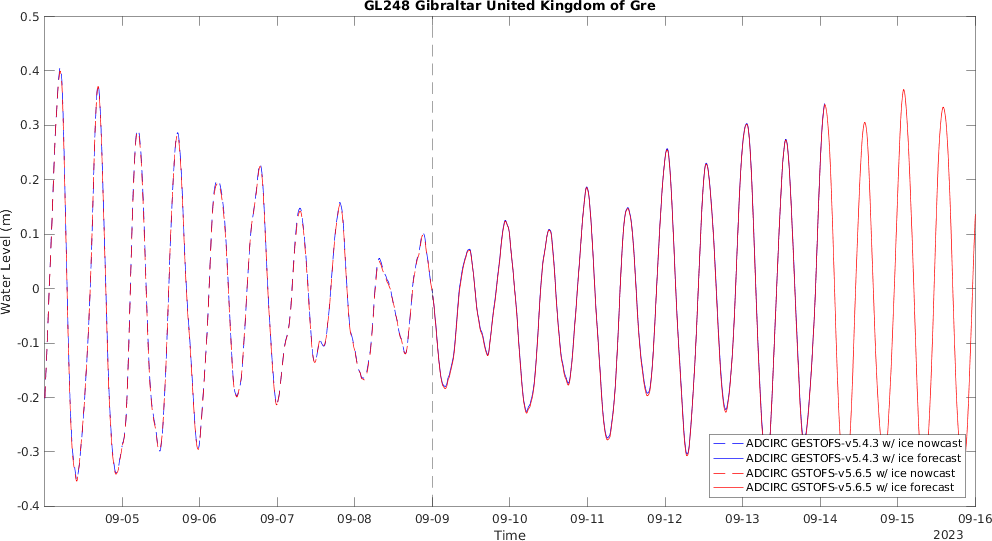 GL248 Gibraltar United Kingdom of Gre
0.5
0.4
0.3
0.2
0.1
0
-0.1
-0.2
-0.3
-0.4
Water Level (m)
ADCIRC GESTOFS-v5.4.3 w/ ice nowcast
ADCIRC GESTOFS-v5.4.3 w/ ice forecast
ADCIRC GSTOFS-v5.6.5 w/ ice nowcast
ADCIRC GSTOFS-v5.6.5 w/ ice forecast
09-05 09-06 09-07 09-08 09-09 09-10 09-11 09-12 09-13 09-14 09-15 09-16
Time
2023